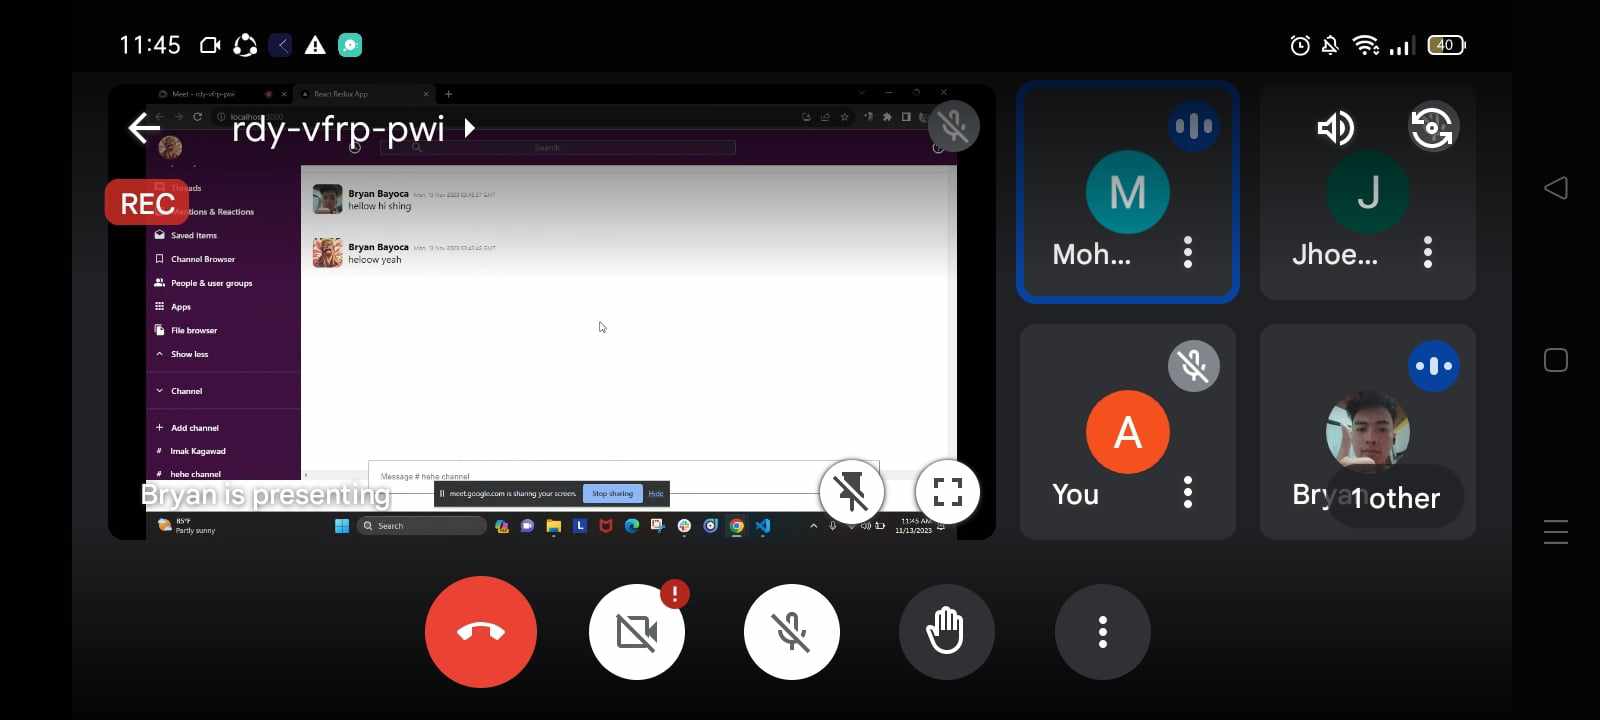 11:45
40
Meet - rdy-vfrp-pwi
React Redux App
localhost
rdy-vfrp-pwi
Search
REC
Threads
Mentions & Reactions
Saved Items
Channel Browser
People & user groups
Apps
File browser
Show less
Channel
Add channel
# Imak Kagawad
# hehe channel
Bryan Bayoca
hellow hi shing
Bryan Bayoca
heloow yeah
Message # hehe channel
meet.google.com is sharing your screen.
Stop sharing
Hide
Bryan is presenting
85°F
Partly sunny
Search
11:45 AM
11/13/2023
M
Moh...
J
Jhoe...
A
You
Bryan
1 other